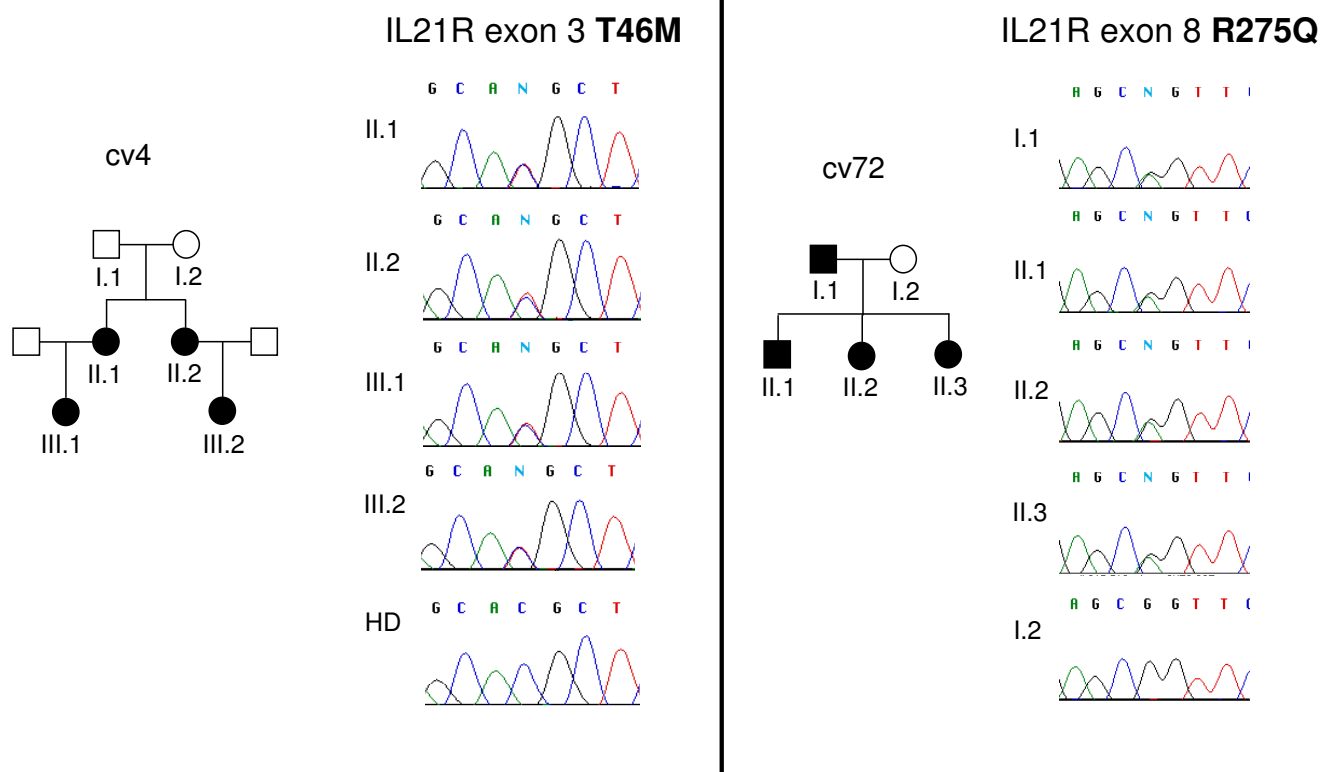 IL21R exon 3 T46M
cv4
I.1 I.2
II.1 II.2
III.1 III.2
II.1
G C A N G C T
II.2
G C A N G C T
III.1
G C A N G C T
III.2
G C A N G C T
HD
G C A C G C T
IL21R exon 8 R275Q
cv72
I.1 I.2
II.1 II.2 II.3
I.1
A G C N G T T
II.1
A G C N G T T C
II.2
A G C N G T T
II.3
A G C N G T T
I.2
A G C G G T T C